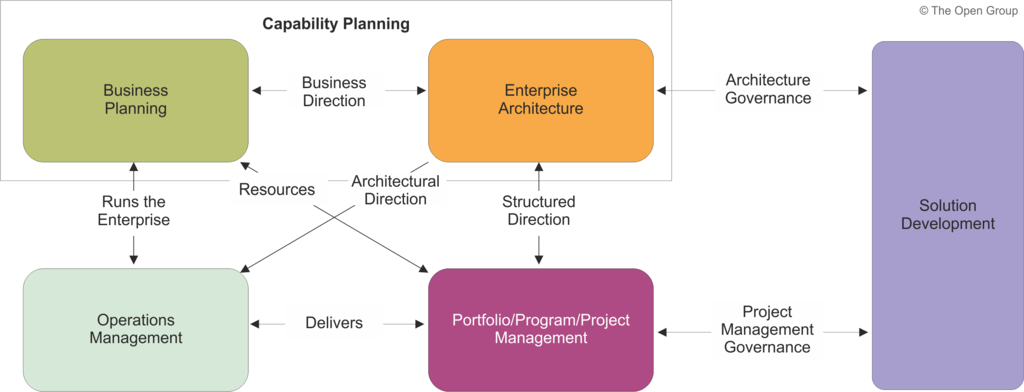 Capability Planning
© The Open Group
Business
Planning
Business
Direction
Enterprise
Architecture
Architecture
Governance
Resources
Architectural
Direction
Runs the
Enterprise
Structured
Direction
Solution
Development
Operations
Management
Delivers
Portfolio/Program/Project
Management
Project
Management
Governance